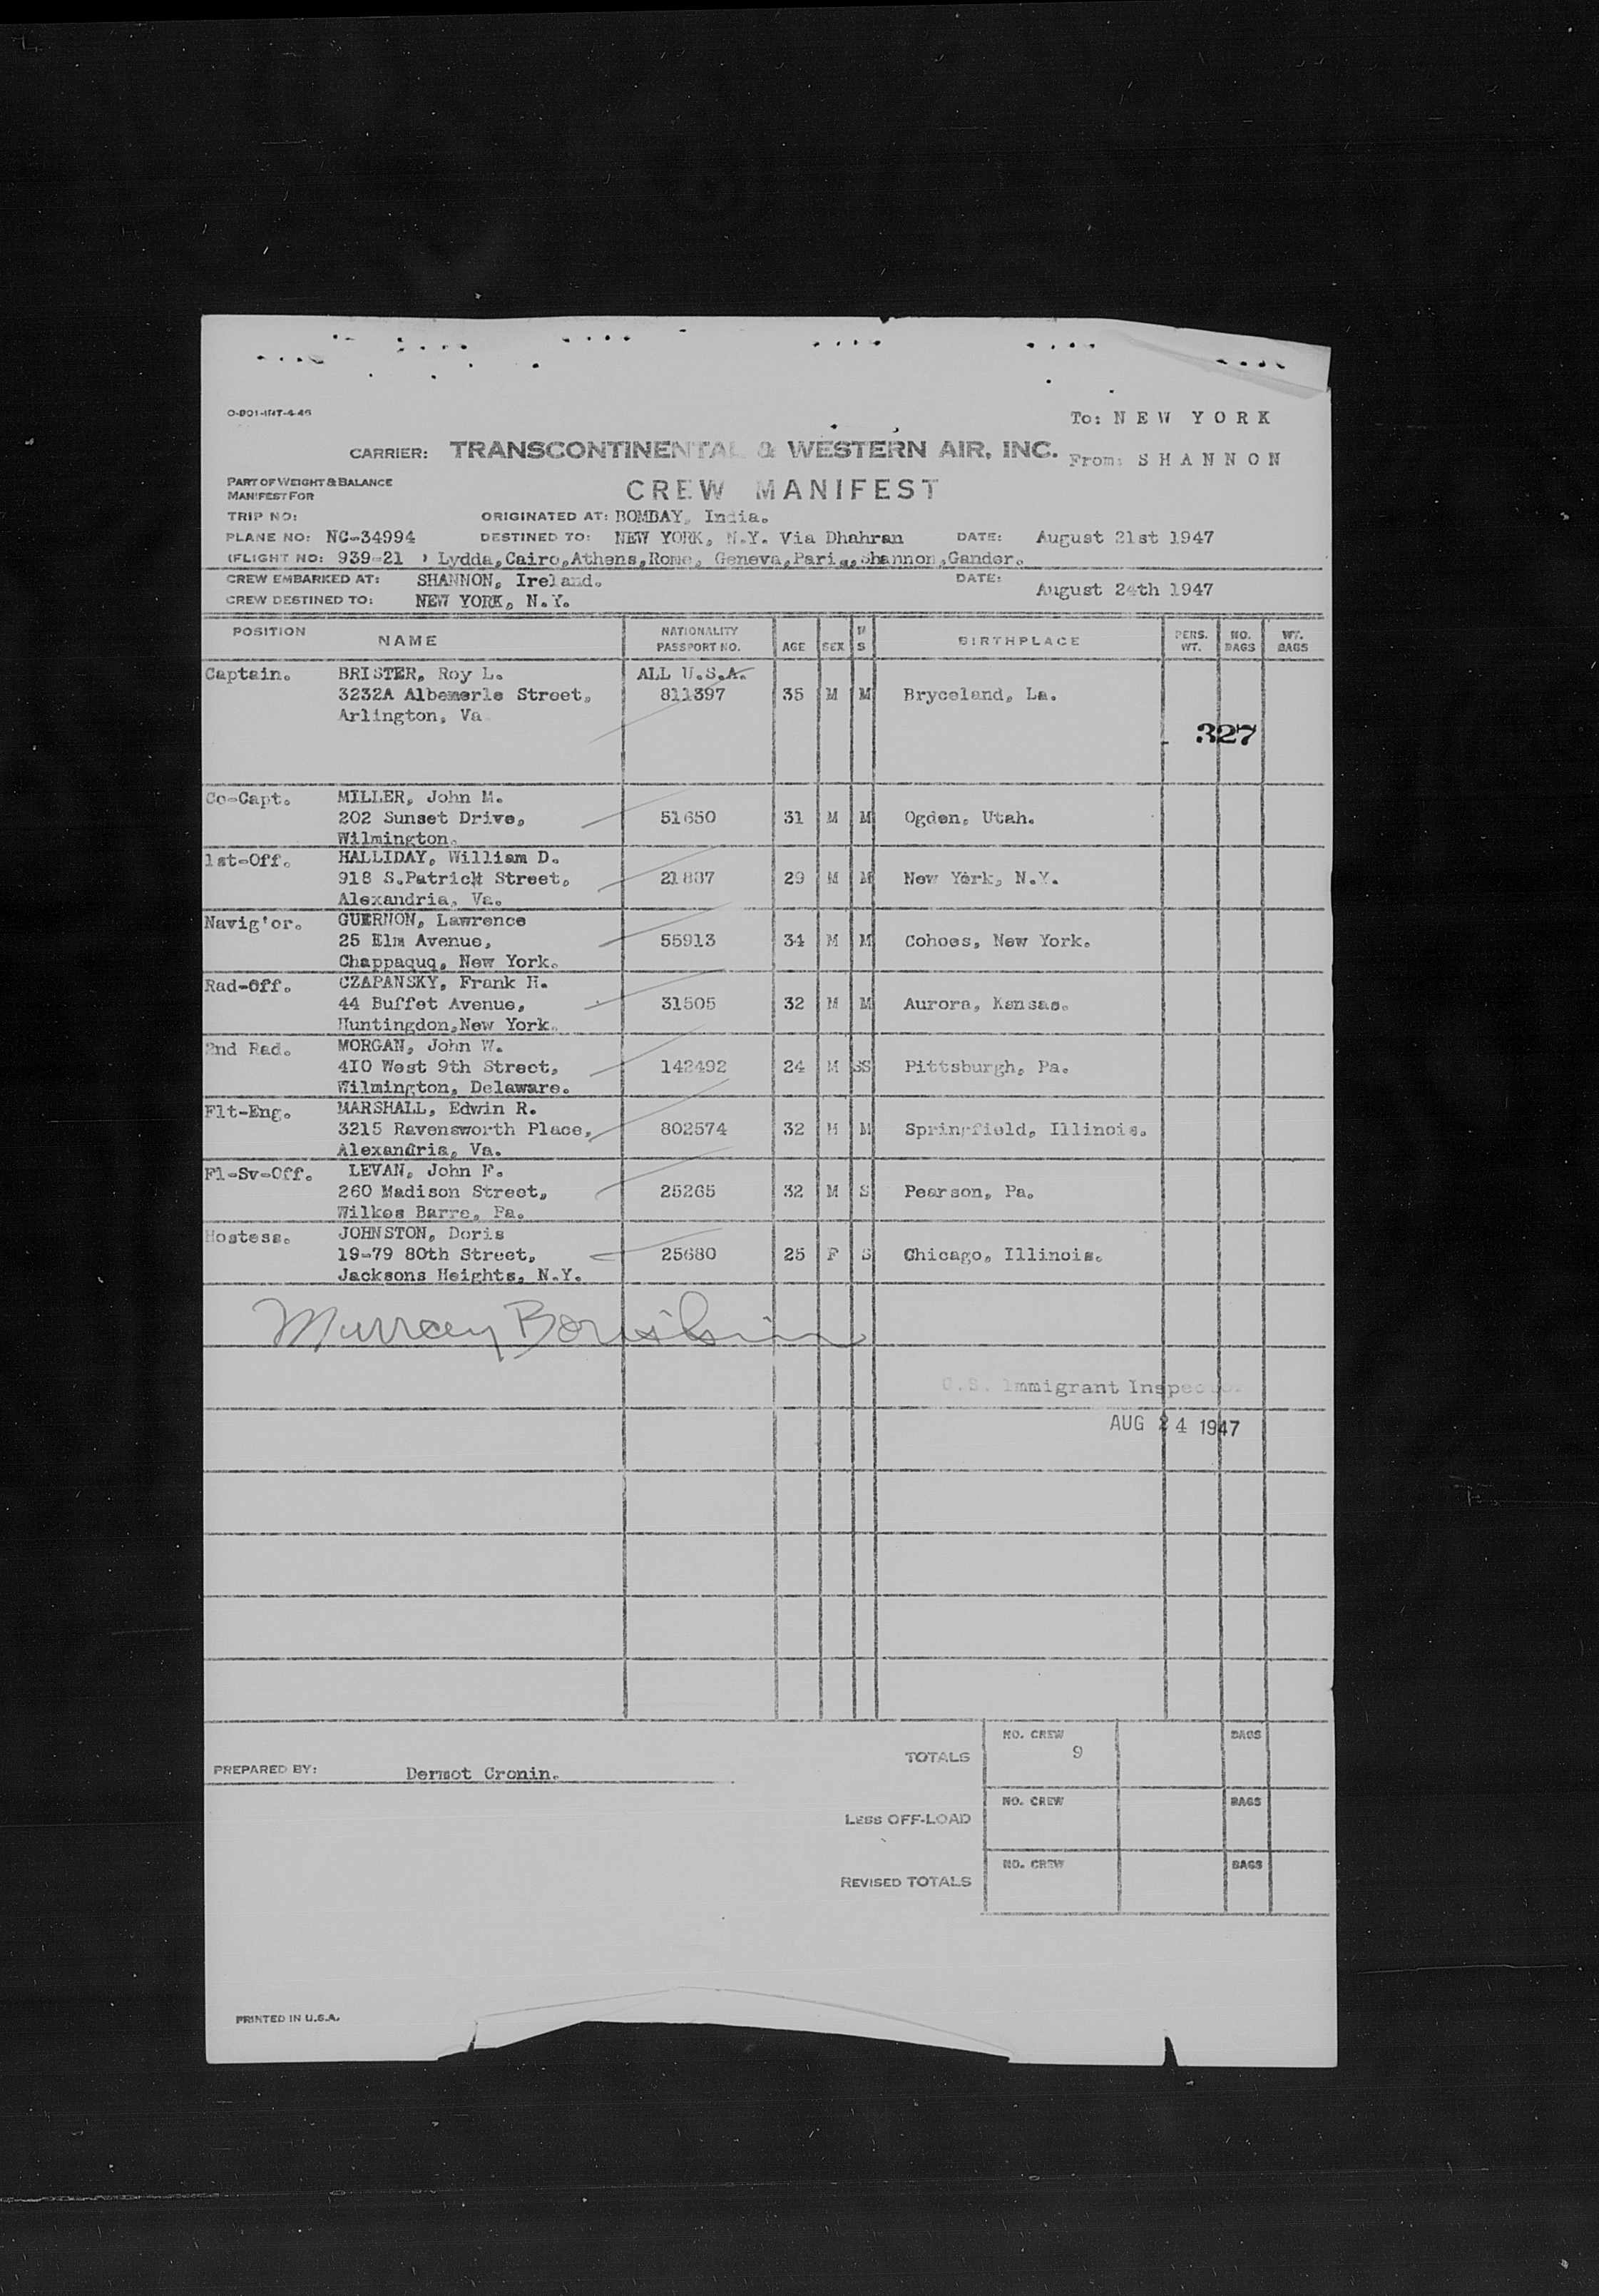 O-801-INT-4-46
To: N E W Y O R K
CARRIER: TRANSCONTINENTAL & WESTERN AIR, INC.
From: S H A N N O N
PART OF WEIGHT & BALANCE
MANIFEST FOR
CREW MANIFEST
TRIP NO: ORIGINATED AT: BOMBAY, India.
PLANE NO: NC-34994 DESTINED TO: NEW YORK, N.Y. Via Dhahran DATE: August 21st 1947
(FLIGHT NO: 939-21 ) Lydda,Cairo,Athens,Rome, Geneva,Paris,Shannon,Gander.
CREW EMBARKED AT: SHANNON, Ireland. DATE: August 24th 1947
CREW DESTINED TO: NEW YORK, N.Y.
POSITION NAME NATIONALITY PASSPORT NO. AGE SEX M S BIRTHPLACE PERS. WT. NO. BAGS WT. BAGS
Captain. BRISTER, Roy L. ALL U.S.A.
3232A Albemerle Street, 811397 35 M M Bryceland, La.
Arlington, Va
327
Co-Capt. MILLER, John M.
202 Sunset Drive, 51650 31 M M Ogden, Utah.
Wilmington.
1st-Off. HALLIDAY, William D.
918 S.Patrick Street, 21887 29 M M New York, N.Y.
Alexandria, Va.
Navig'or. GUERNON, Lawrence
25 Elm Avenue, 55913 34 M M Cohoes, New York.
Chappaquq, New York.
Rad-Off. CZAPANSKY, Frank H.
44 Buffet Avenue, 31505 32 M M Aurora, Kansas.
Huntingdon,New York.
2nd Rad. MORGAN, John W.
4I0 West 9th Street, 142492 24 M SS Pittsburgh, Pa.
Wilmington, Delaware.
Flt-Eng. MARSHALL, Edwin R.
3215 Ravensworth Place, 802574 32 M M Springfield, Illinois.
Alexandria, Va.
Fl-Sv-Off. LEVAN, John F.
260 Madison Street, 25265 32 M S Pearson, Pa.
Wilkes Barre, Pa.
Hostess. JOHNSTON, Doris
19-79 80th Street, 25680 25 F S Chicago, Illinois.
Jacksons Heights, N.Y.
Murray
U.S. Immigrant Inspector
AUG 24 1947
TOTALS NO. CREW 9 BAGS
PREPARED BY: Dermot Cronin.
LESS OFF-LOAD NO. CREW BAGS
REVISED TOTALS NO. CREW BAGS
PRINTED IN U.S.A.